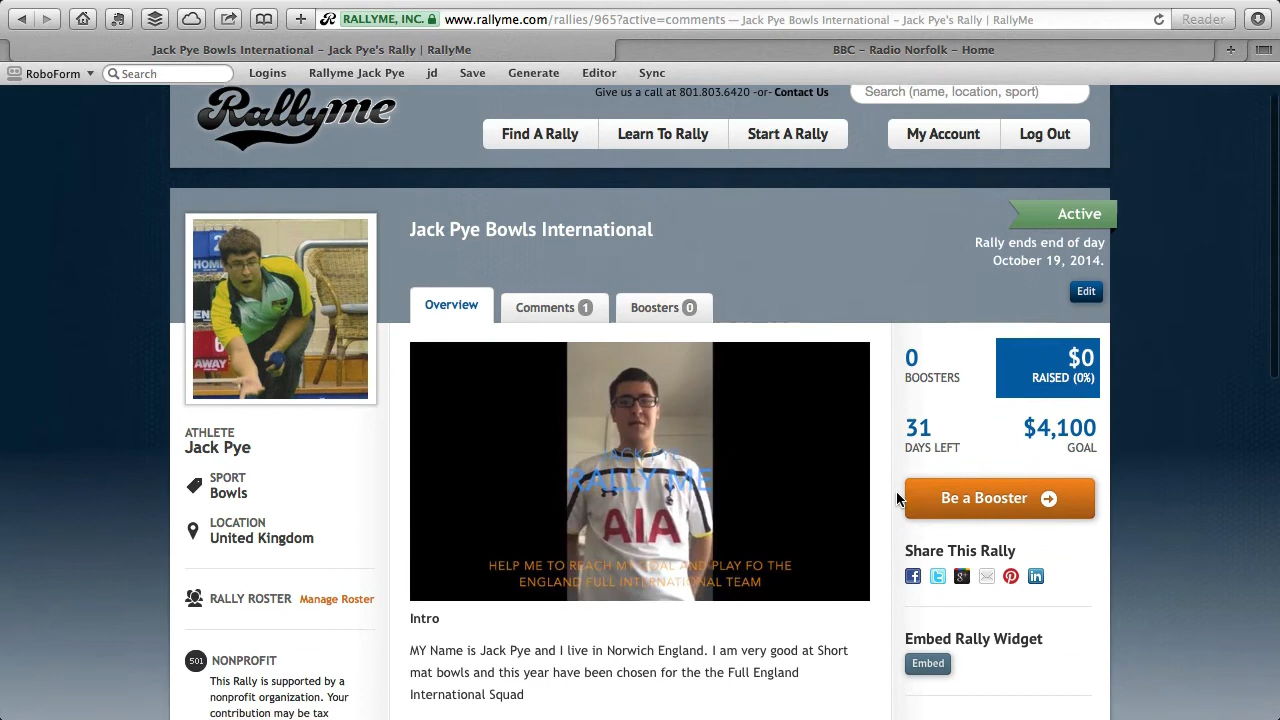 RALLYME, INC. www.rallyme.com/rallies/965?active=comments — Jack Pye Bowls International – Jack Pye's Rally | RallyMe Reader
Jack Pye Bowls International – Jack Pye's Rally | RallyMe BBC – Radio Norfolk – Home
RoboForm Search Logins Rallyme Jack Pye jd Save Generate Editor Sync
Rallyme
Give us a call at 801.803.6420 -or- Contact Us Search (name, location, sport)
Find A Rally Learn To Rally Start A Rally My Account Log Out
Jack Pye Bowls International
Active
Rally ends end of day
October 19, 2014.
Edit
Overview Comments 1 Boosters 0
HOME
AWAY
6
ATHLETE
Jack Pye
SPORT
Bowls
LOCATION
United Kingdom
RALLY ROSTER Manage Roster
501 NONPROFIT
This Rally is supported by a
nonprofit organization. Your
contribution may be tax
JACK PYE
RALLY ME
AIA
HELP ME TO REACH MY GOAL AND PLAY FO THE
ENGLAND FULL INTERNATIONAL TEAM
Intro
MY Name is Jack Pye and I live in Norwich England. I am very good at Short
mat bowls and this year have been chosen for the the Full England
International Squad
0
BOOSTERS
$0
RAISED (0%)
31
DAYS LEFT
$4,100
GOAL
Be a Booster
Share This Rally
Embed Rally Widget
Embed